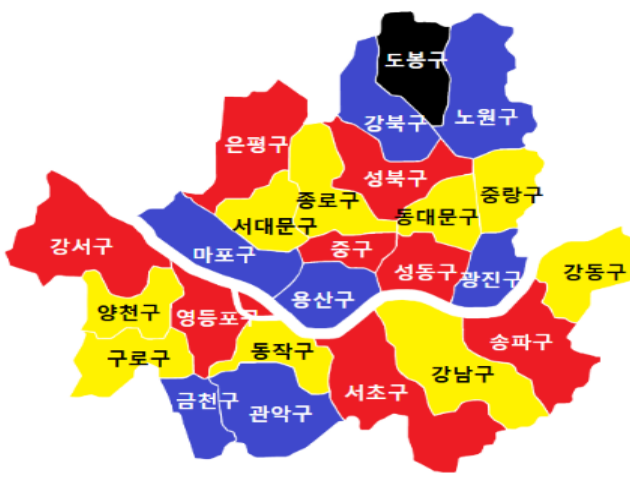 도봉구
강북구
노원구
은평구
성북구
중랑구
종로구
동대문구
서대문구
강서구
마포구
중구
성동구
광진구
강동구
용산구
양천구
영등포구
송파구
동작구
구로구
강남구
서초구
금천구
관악구